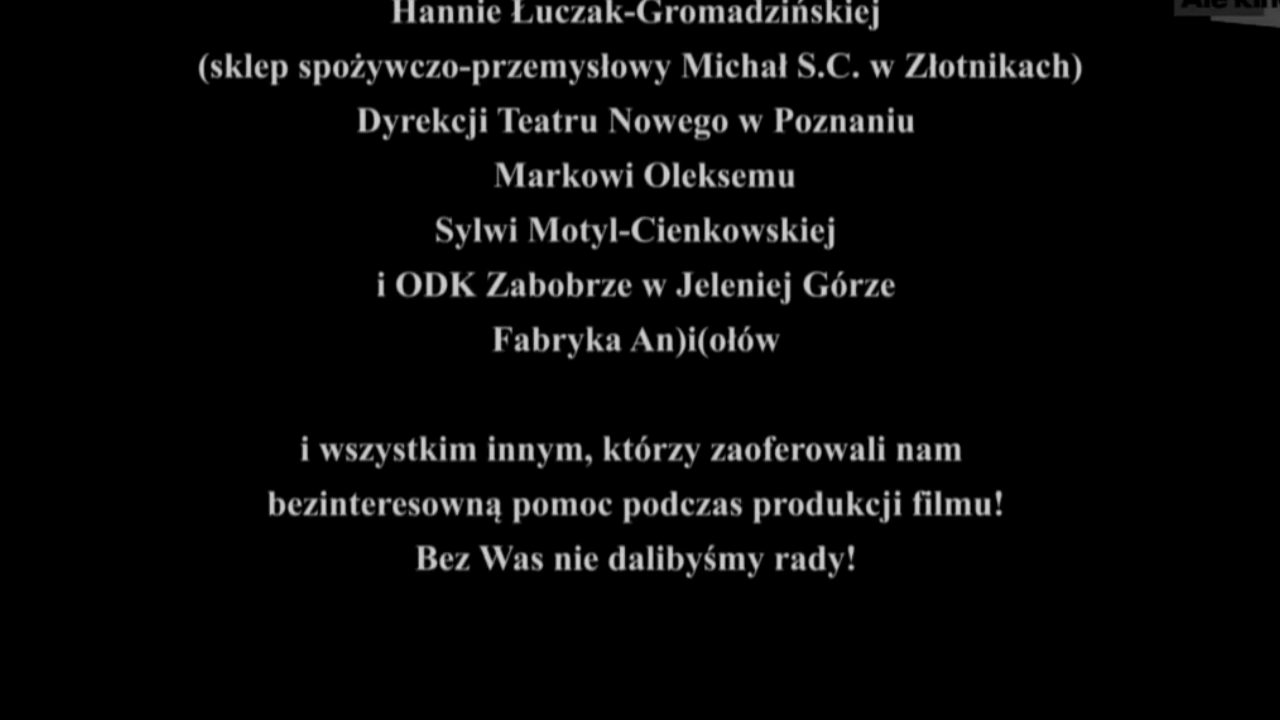 Hannie Łuczak-Gromadzińskiej
(sklep spożywczo-przemysłowy Michał S.C. w Złotnikach)
Dyrekcji Teatru Nowego w Poznaniu
Markowi Oleksemu
Sylwi Motyl-Cienkowskiej
i ODK Zabobrze w Jeleniej Górze
Fabryka An)i(ołów
i wszystkim innym, którzy zaoferowali nam
bezinteresowną pomoc podczas produkcji filmu!
Bez Was nie dalibyśmy rady!